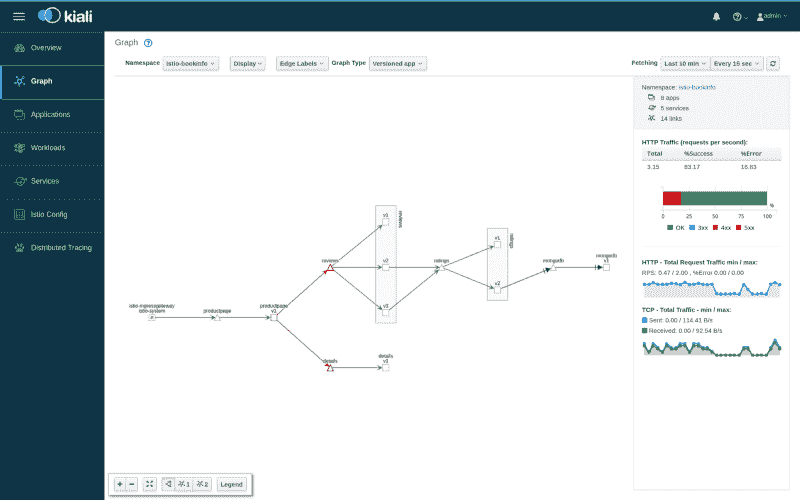 kiali
admin
Overview
Graph
Applications
Workloads
Services
Istio Config
Distributed Tracing
Graph
Namespace istio-bookinfo Display Edge Labels Graph Type Versioned app Fetching Last 10 min Every 15 sec
Namespace: istio-bookinfo
5 services
14 links
HTTP Traffic (requests per second):
Total %Success %Error
3.15 83.17 16.83
%
0 25 50 75 100
OK 3xx 4xx 5xx
HTTP - Total Request Traffic min / max:
RPS: 0.47 / 2.00 , %Error 0.00 / 0.00
TCP - Total Traffic - min / max:
Sent: 0.00 / 114.41 B/s
Received: 0.00 / 92.54 B/s
istio-ingressgateway
istio-system
productpage
productpage
v1
reviews
v1
v2
v3
reviews
ratings
v1
v2
ratings
mongodb
mongodb
details
details
v1
1 2 Legend